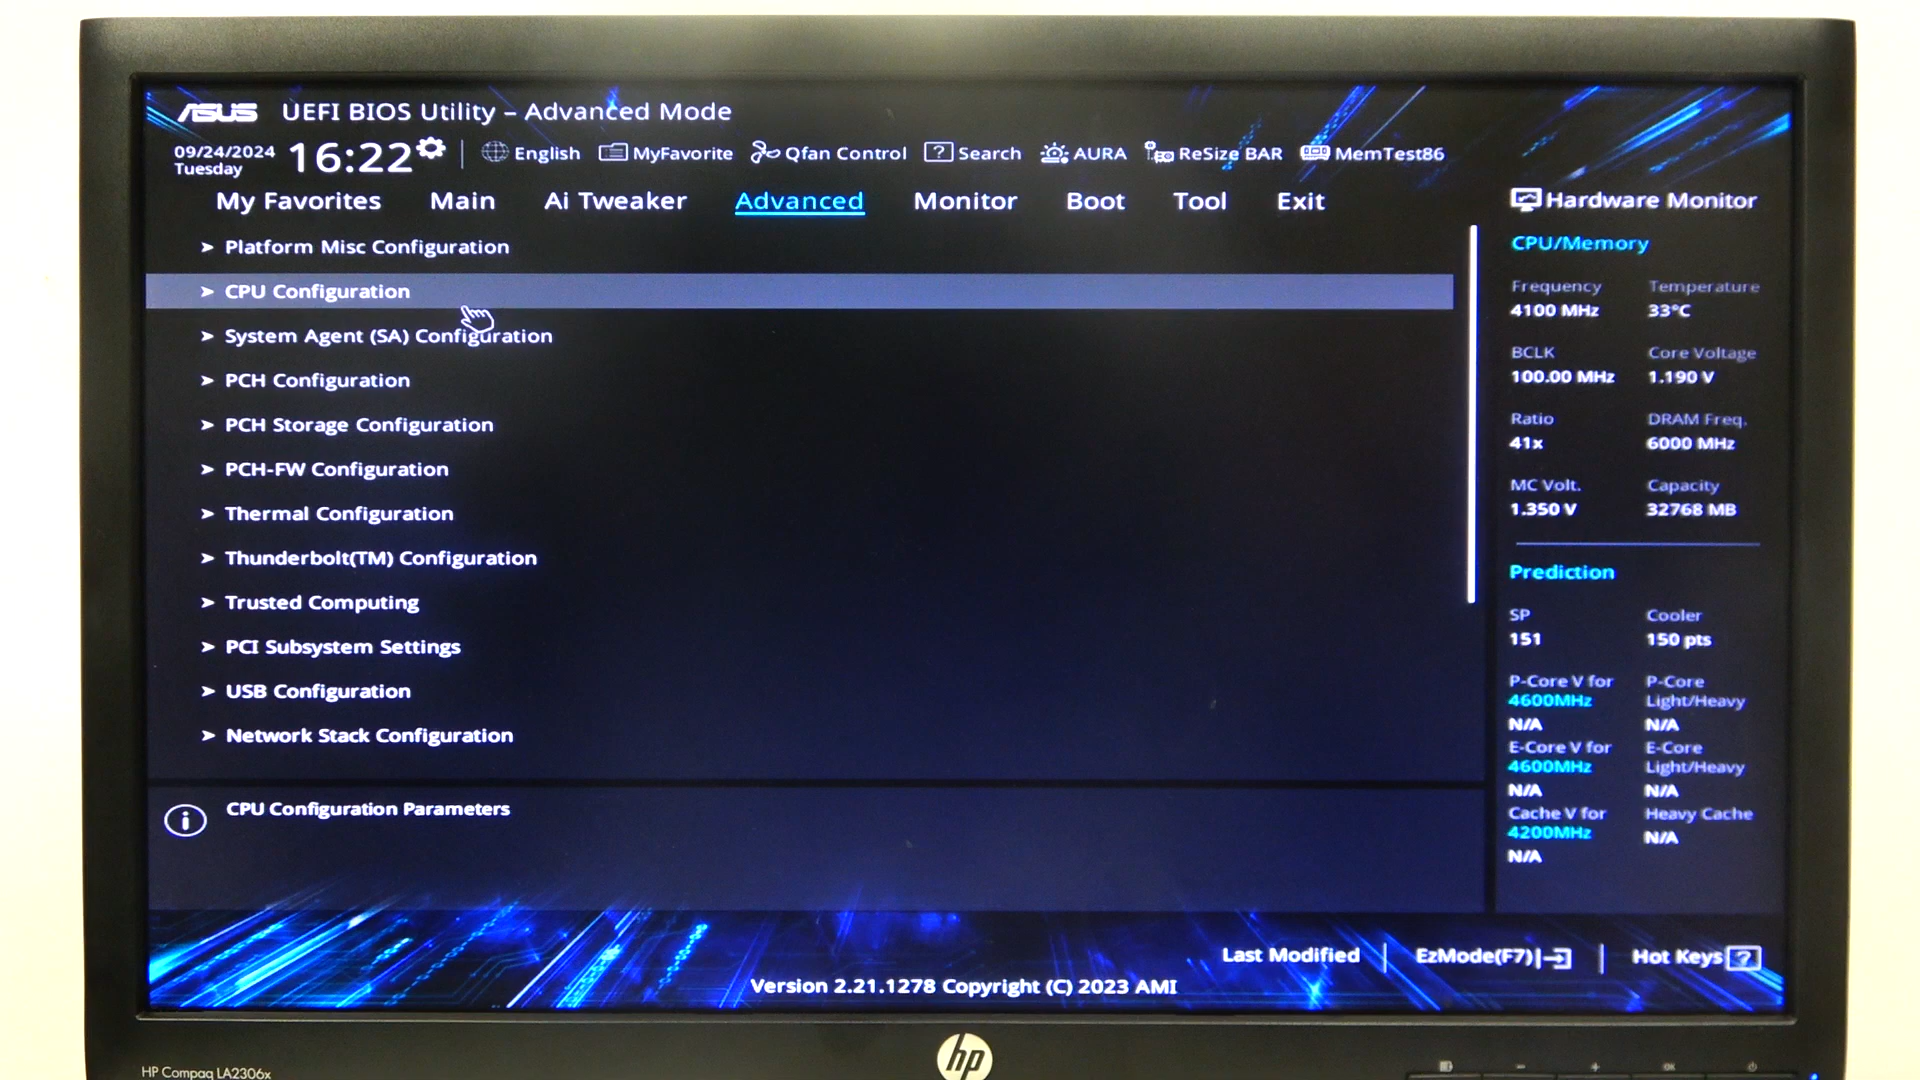 ASUS UEFI BIOS Utility – Advanced Mode
09/24/2024
Tuesday
16:22
English MyFavorite Qfan Control ? Search AURA ReSize BAR MemTest86
My Favorites Main Ai Tweaker Advanced Monitor Boot Tool Exit
> Platform Misc Configuration
> CPU Configuration
> System Agent (SA) Configuration
> PCH Configuration
> PCH Storage Configuration
> PCH-FW Configuration
> Thermal Configuration
> Thunderbolt(TM) Configuration
> Trusted Computing
> PCI Subsystem Settings
> USB Configuration
> Network Stack Configuration
i CPU Configuration Parameters
Hardware Monitor
CPU/Memory
Frequency Temperature
4100 MHz 33°C
BCLK Core Voltage
100.00 MHz 1.190 V
Ratio DRAM Freq.
41x 6000 MHz
MC Volt. Capacity
1.350 V 32768 MB
Prediction
SP Cooler
151 150 pts
P-Core V for P-Core
4600MHz Light/Heavy
N/A N/A
E-Core V for E-Core
4600MHz Light/Heavy
N/A N/A
Cache V for Heavy Cache
4200MHz N/A
N/A
Last Modified EzMode(F7) Hot Keys ?
Version 2.21.1278 Copyright (C) 2023 AMI
hp
HP Compaq LA2306x
- + OK